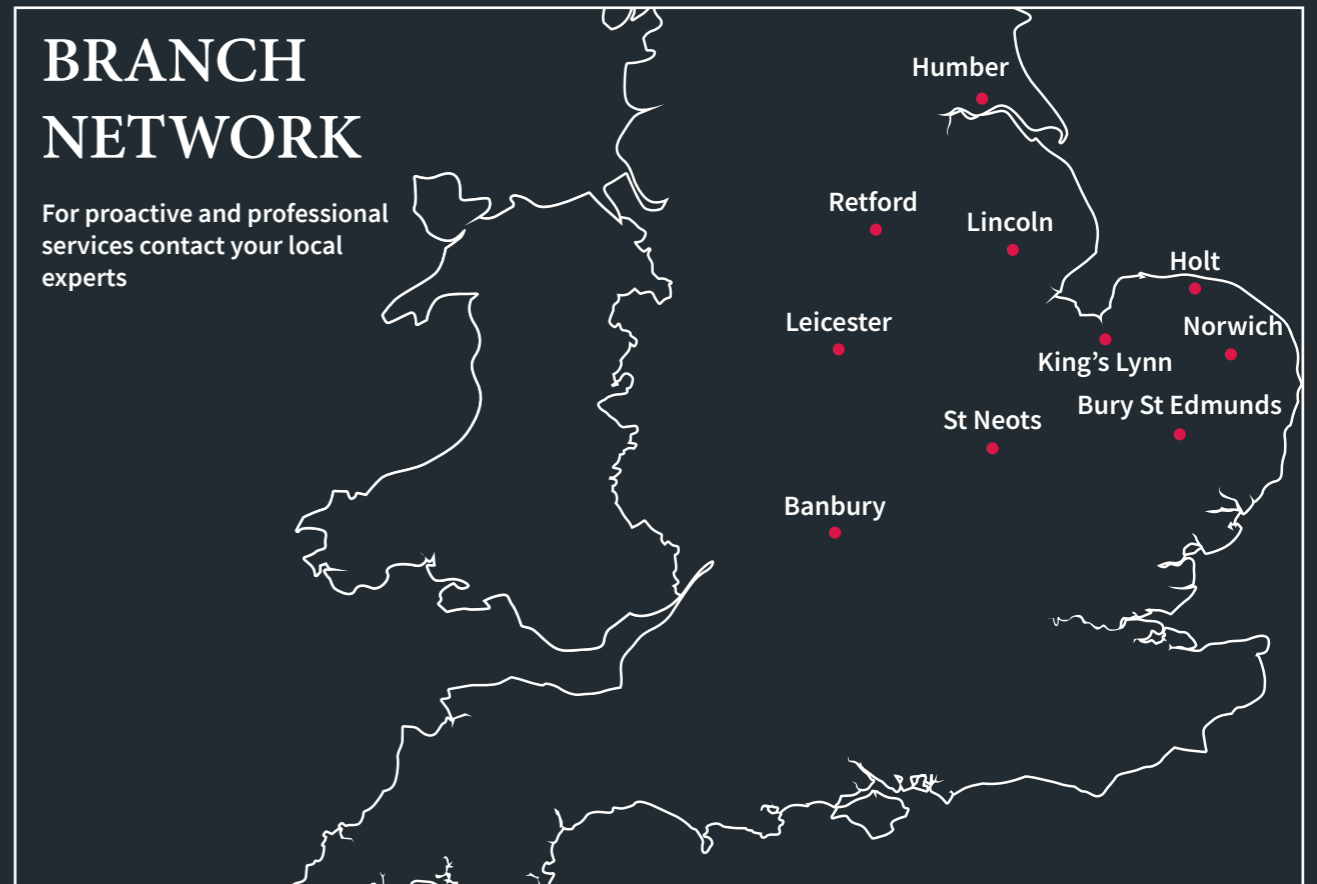 BRANCH
NETWORK
For proactive and professional
services contact your local
experts
Humber
Retford
Lincoln
Holt
Leicester
Norwich
King’s Lynn
Bury St Edmunds
St Neots
Banbury